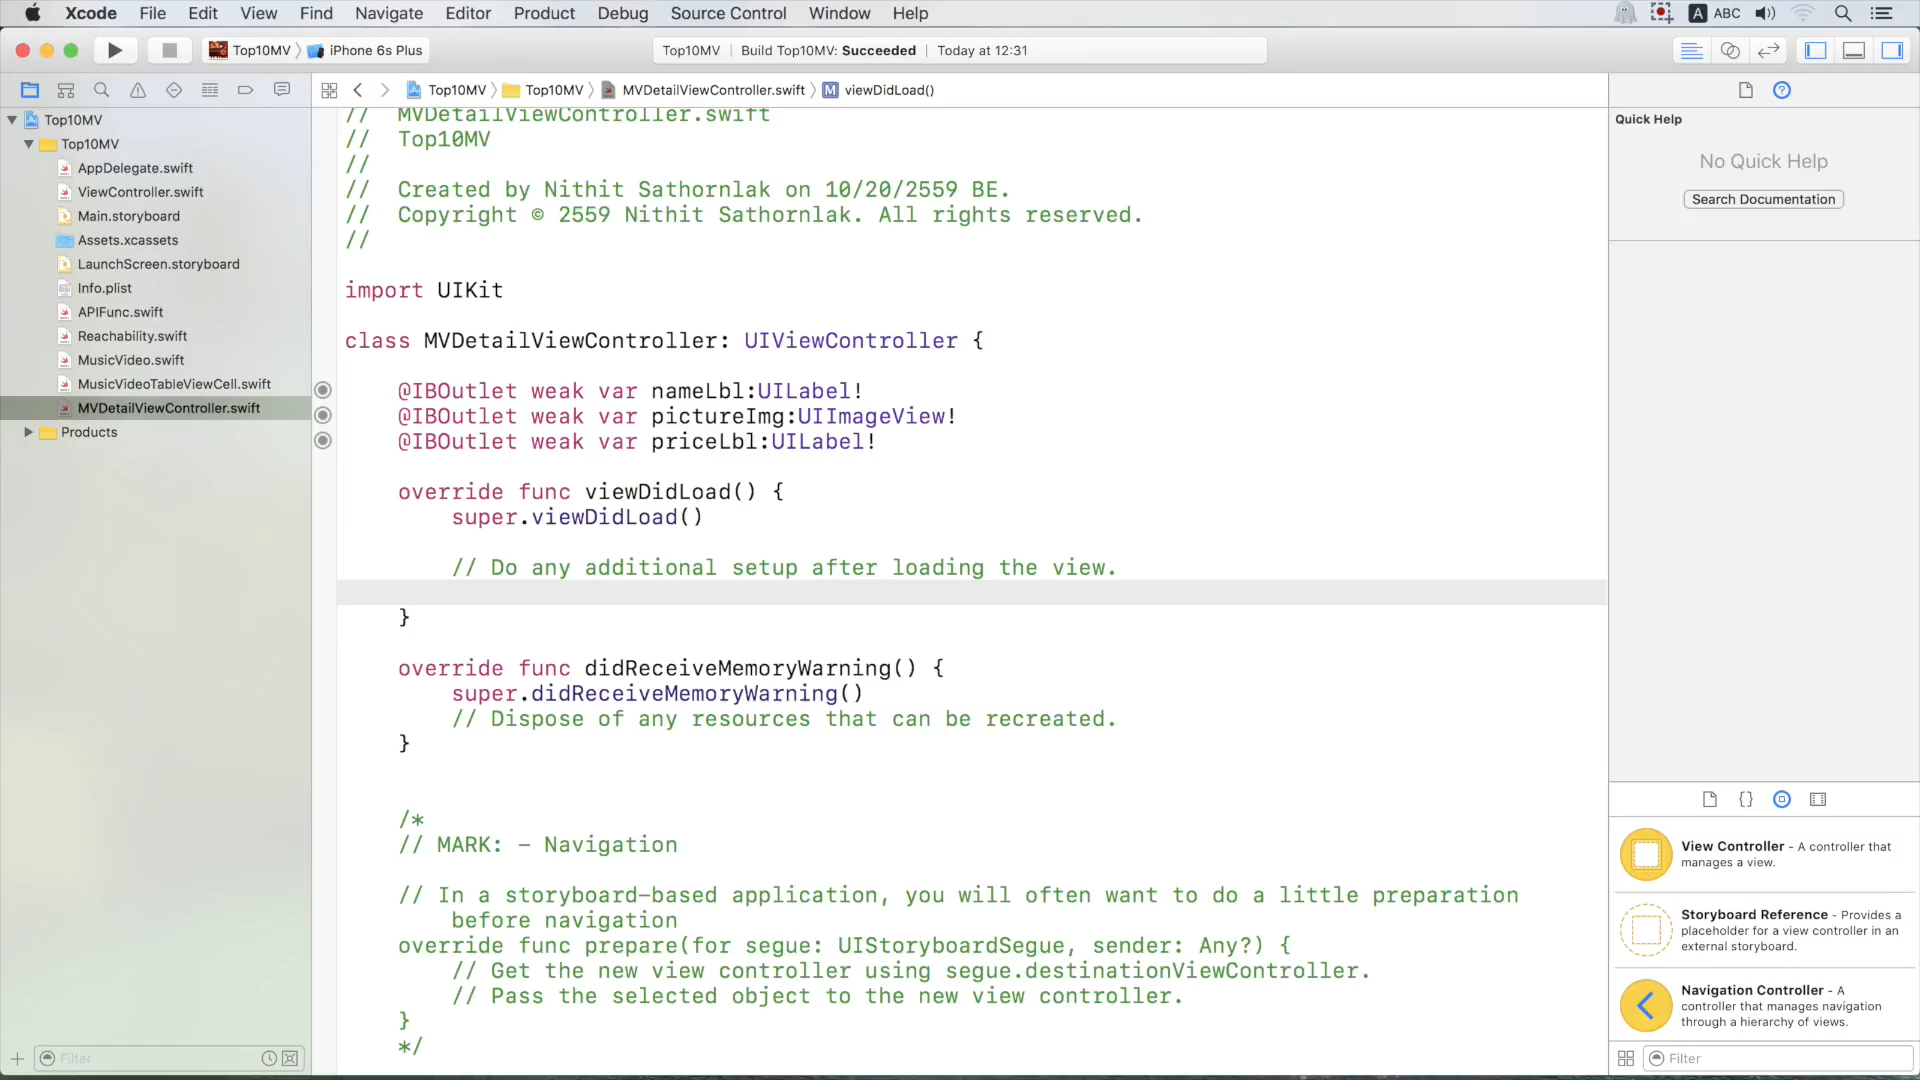 Xcode File Edit View Find Navigate Editor Product Debug Source Control Window Help A ABC
Top10MV iPhone 6s Plus Top10MV | Build Top10MV: Succeeded | Today at 12:31
Top10MV Top10MV MVDetailViewController.swift M viewDidLoad()
Top10MV
Top10MV
AppDelegate.swift
ViewController.swift
Main.storyboard
Assets.xcassets
LaunchScreen.storyboard
Info.plist
APIFunc.swift
Reachability.swift
MusicVideo.swift
MusicVideoTableViewCell.swift
MVDetailViewController.swift
Products
Filter
// MVDetailViewController.swift
// Top10MV
//
// Created by Nithit Sathornlak on 10/20/2559 BE.
// Copyright © 2559 Nithit Sathornlak. All rights reserved.
//
import UIKit
class MVDetailViewController: UIViewController {
@IBOutlet weak var nameLbl:UILabel!
@IBOutlet weak var pictureImg:UIImageView!
@IBOutlet weak var priceLbl:UILabel!
override func viewDidLoad() {
super.viewDidLoad()
// Do any additional setup after loading the view.
}
override func didReceiveMemoryWarning() {
super.didReceiveMemoryWarning()
// Dispose of any resources that can be recreated.
}
/*
// MARK: - Navigation
// In a storyboard-based application, you will often want to do a little preparation
before navigation
override func prepare(for segue: UIStoryboardSegue, sender: Any?) {
// Get the new view controller using segue.destinationViewController.
// Pass the selected object to the new view controller.
}
*/
Quick Help
No Quick Help
Search Documentation
{}
View Controller - A controller that
manages a view.
Storyboard Reference - Provides a
placeholder for a view controller in an
external storyboard.
Navigation Controller - A
controller that manages navigation
through a hierarchy of views.
Filter